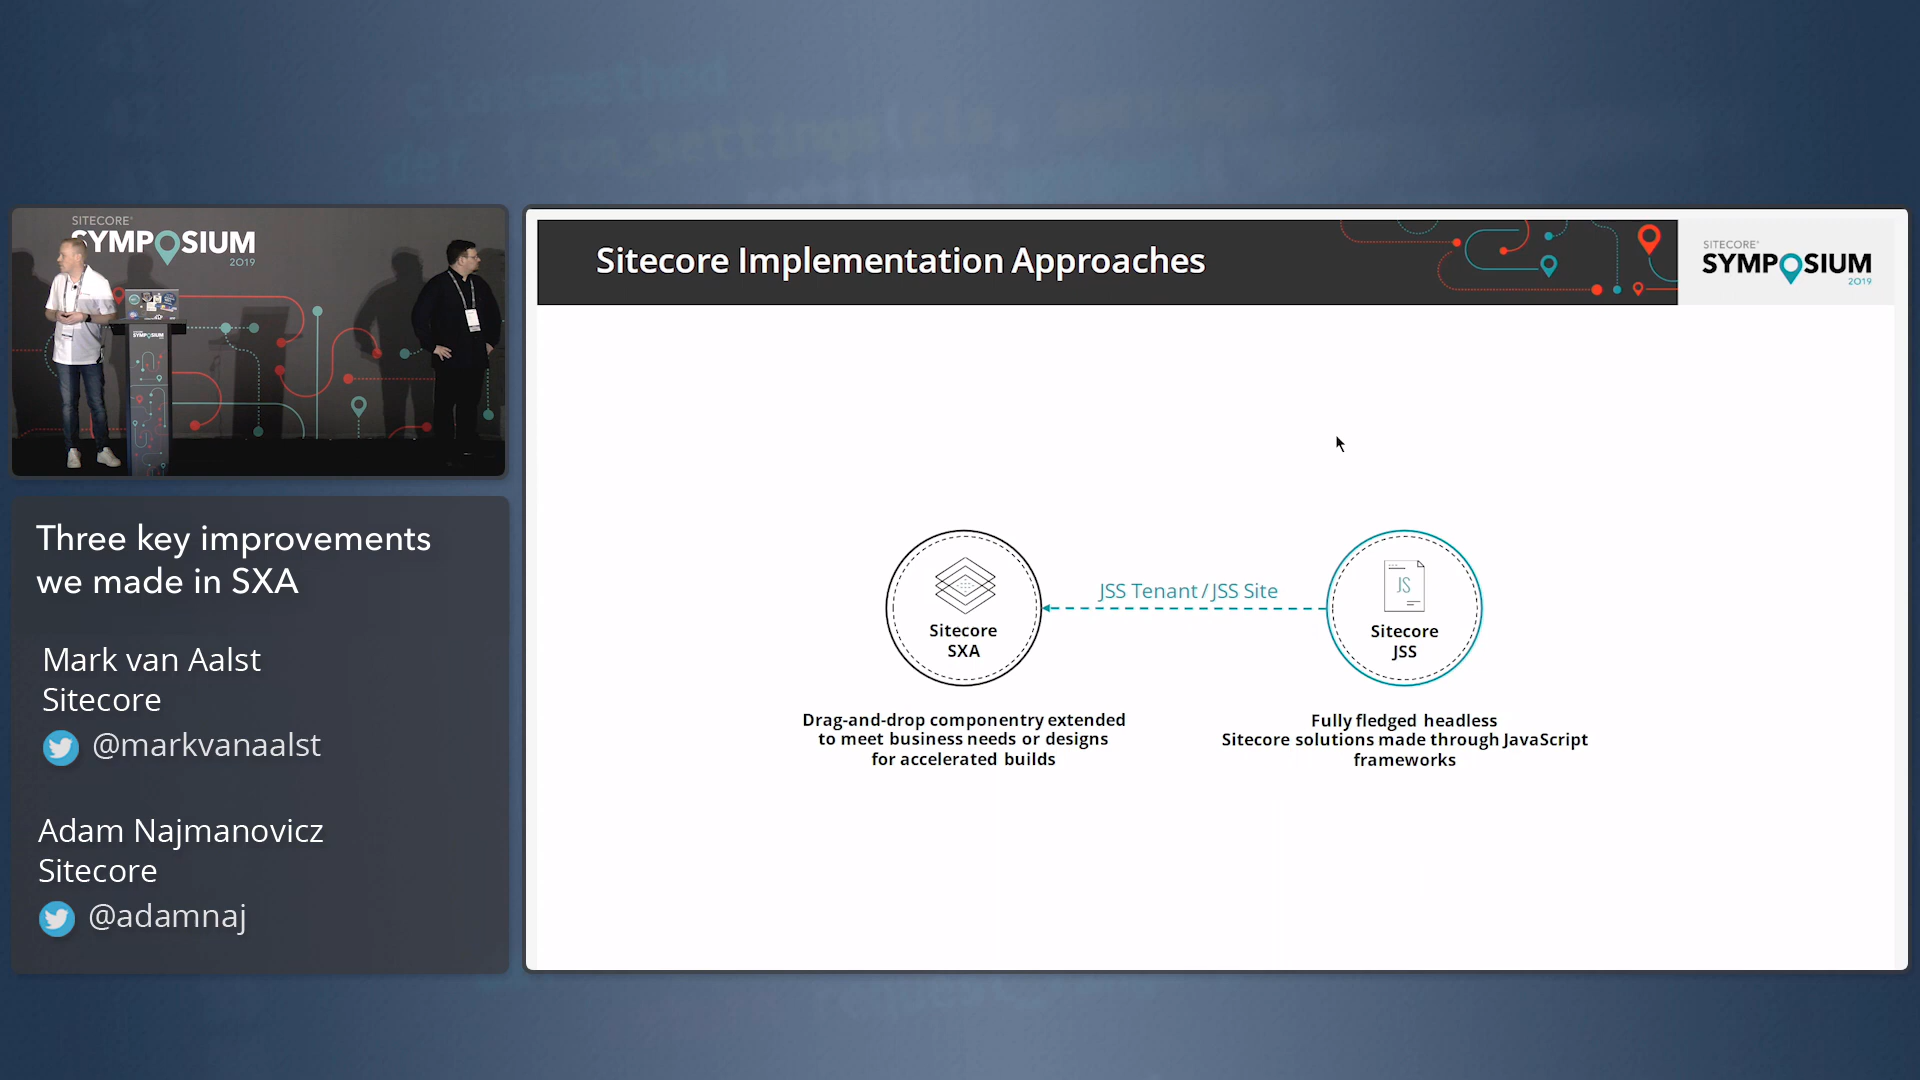 SITECORE
SYMPOSIUM
2019
SYMPOSIUM
Three key improvements
we made in SXA
Mark van Aalst
Sitecore
@markvanaalst
Adam Najmanovicz
Sitecore
@adamnaj
Sitecore Implementation Approaches
SITECORE
SYMPOSIUM
2019
JSS Tenant / JSS Site
Sitecore
SXA
JS
Sitecore
JSS
Drag-and-drop componentry extended
to meet business needs or designs
for accelerated builds
Fully fledged headless
Sitecore solutions made through JavaScript
frameworks